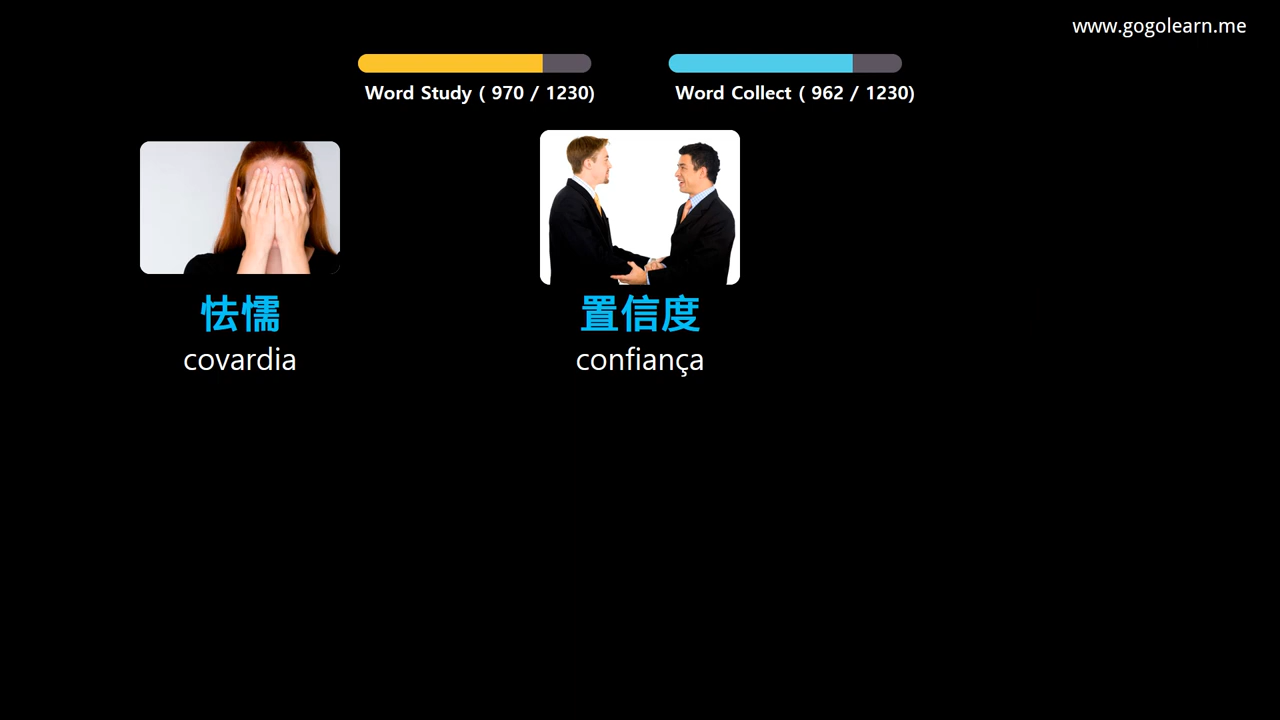 www.gogolearn.me
Word Study ( 970 / 1230)
Word Collect ( 962 / 1230)
怯懦
covardia
置信度
confiança